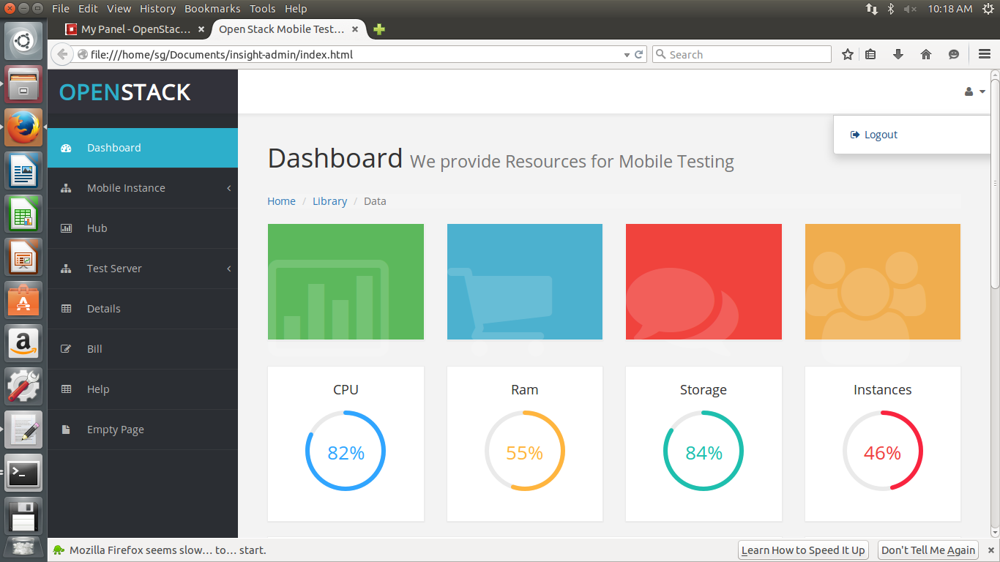 File Edit View History Bookmarks Tools Help
10:18 AM
My Panel - OpenStac...
Open Stack Mobile Test...
file:///home/sg/Documents/insight-admin/index.html
Search
OPENSTACK
Logout
Dashboard
Mobile Instance
Hub
Test Server
Details
Bill
Help
Empty Page
Dashboard We provide Resources for Mobile Testing
Home / Library / Data
CPU
82%
Ram
55%
Storage
84%
Instances
46%
Mozilla Firefox seems slow... to... start.
Learn How to Speed It Up
Don't Tell Me Again